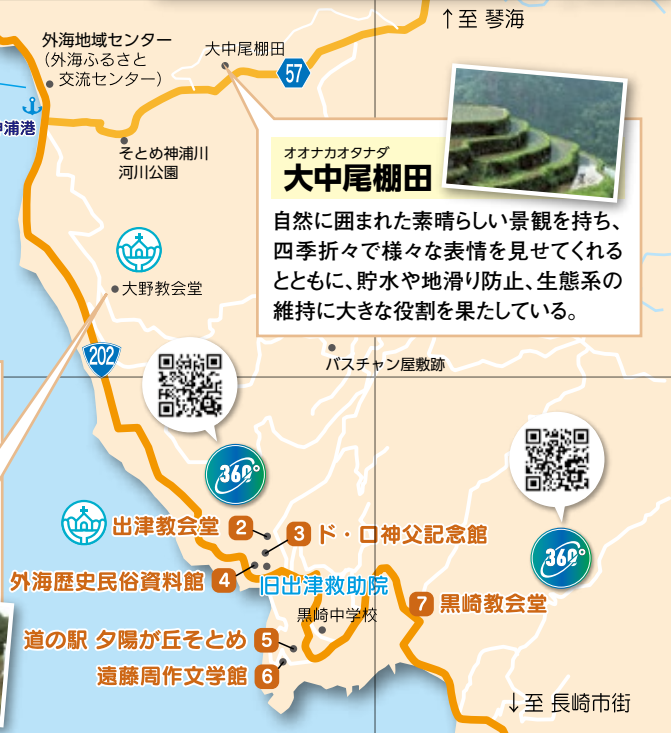 ↑至 琴海
外海地域センター
(外海ふるさと
交流センター)
大中尾棚田
57
浦港
そとめ神浦川
河川公園
オオナカオタナダ
大中尾棚田
自然に囲まれた素晴らしい景観を持ち、
四季折々で様々な表情を見せてくれる
とともに、貯水や地滑り防止、生態系の
維持に大きな役割を果たしている。
大野教会堂
202
バスチャン屋敷跡
360°
360°
出津教会堂 2
3 ド・ロ神父記念館
外海歴史民俗資料館 4
旧出津救助院
黒崎中学校
7 黒崎教会堂
道の駅 夕陽が丘そとめ 5
遠藤周作文学館 6
↓至 長崎市街